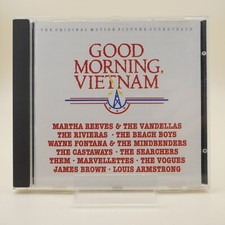 THE ORIGINAL MOTION PICTURE SOUNDTRACK
GOOD
MORNING,
VIETNAM
MARTHA REEVES & THE VANDELLAS
THE RIVIERAS · THE BEACH BOYS
WAYNE FONTANA & THE MINDBENDERS
THE CASTAWAYS · THE SEARCHERS
THEM · MARVELETTES · THE VOGUES
JAMES BROWN · LOUIS ARMSTRONG